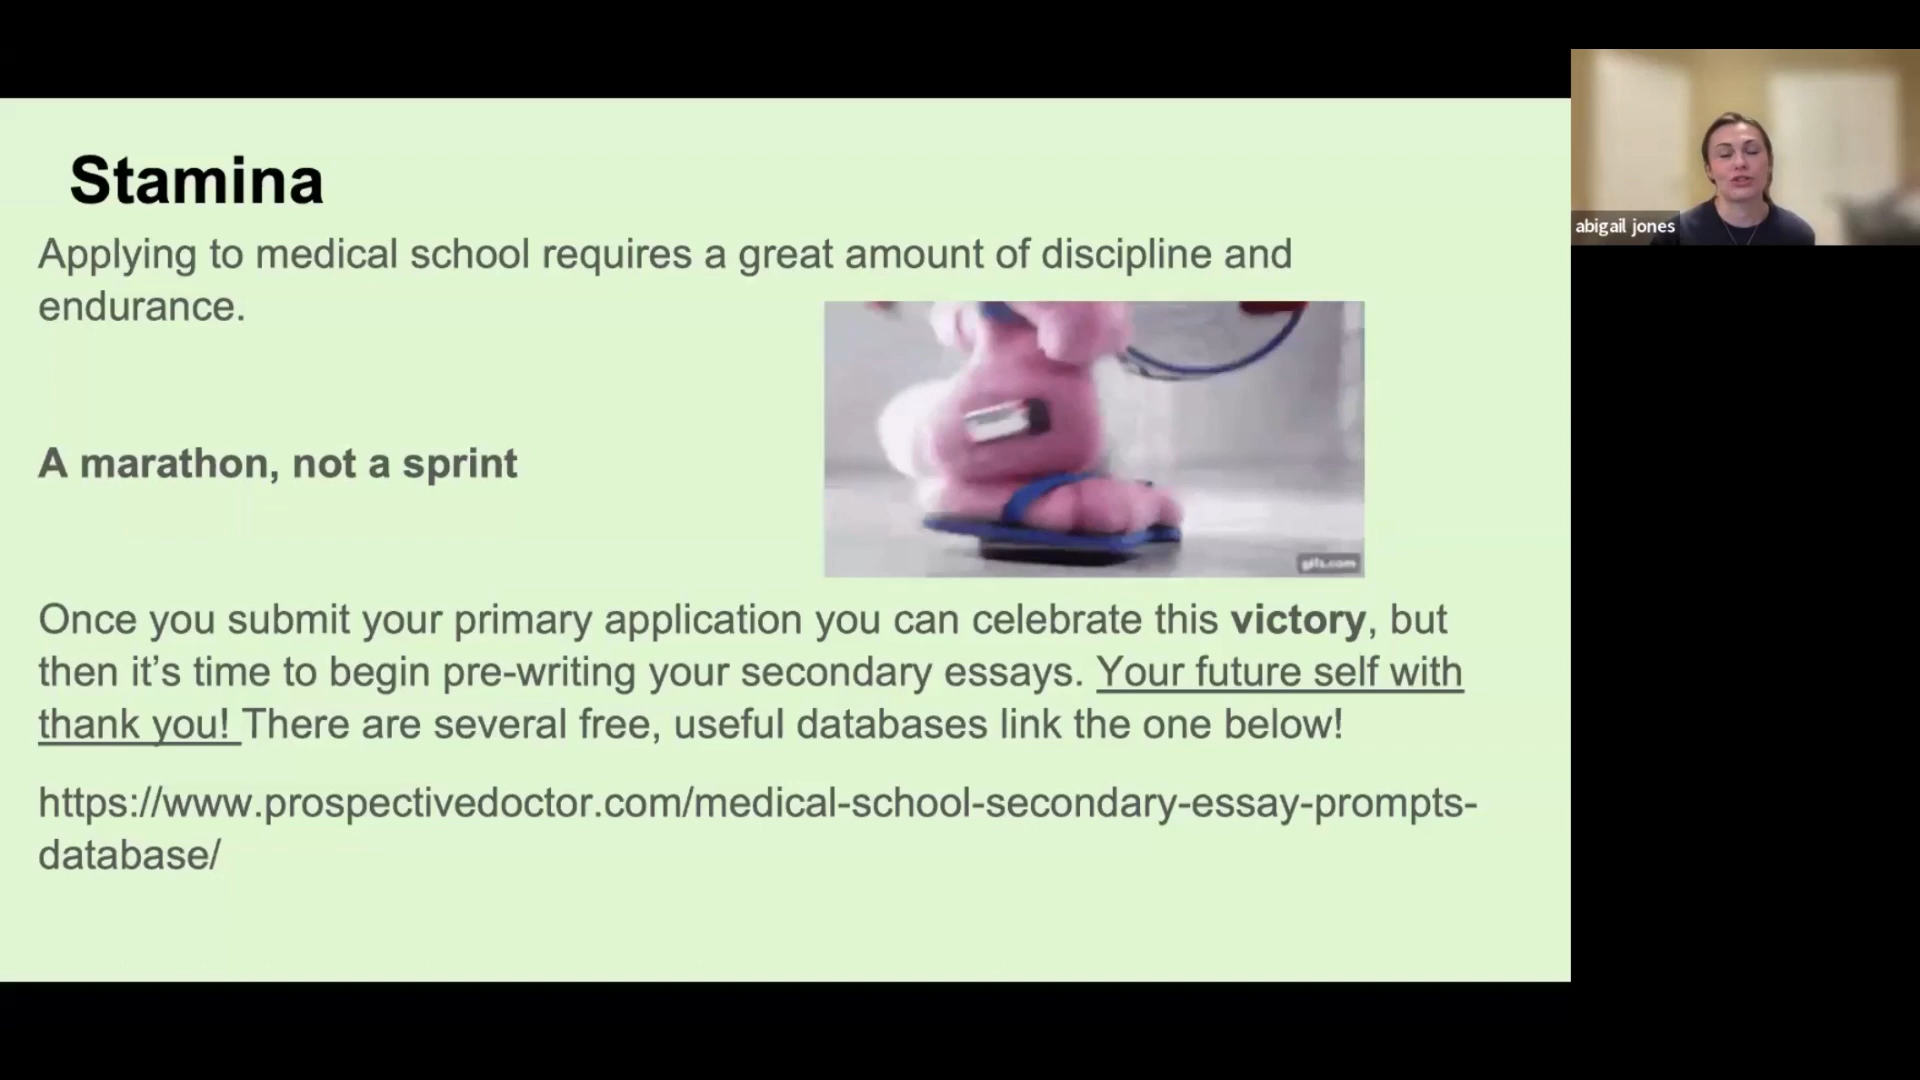 Stamina
Applying to medical school requires a great amount of discipline and
endurance.
A marathon, not a sprint
gifs.com
Once you submit your primary application you can celebrate this victory, but
then it’s time to begin pre-writing your secondary essays. Your future self with
thank you! There are several free, useful databases link the one below!
https://www.prospectivedoctor.com/medical-school-secondary-essay-prompts-
database/
abigail jones